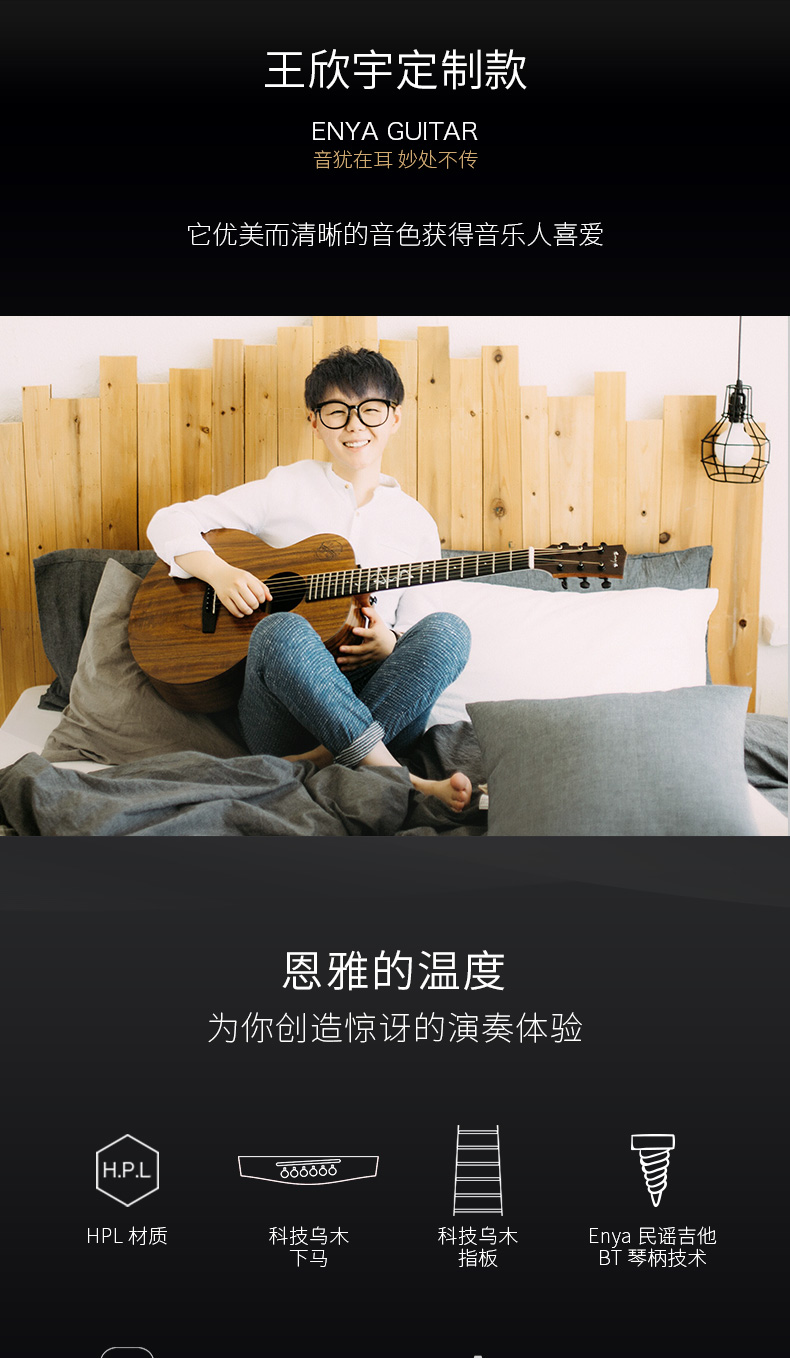 王欣宇定制款
ENYA GUITAR
音犹在耳 妙处不传
它优美而清晰的音色获得音乐人喜爱
恩雅的温度
为你创造惊讶的演奏体验
H.P.L
HPL 材质
科技乌木
下马
科技乌木
指板
Enya 民谣吉他
BT 琴柄技术